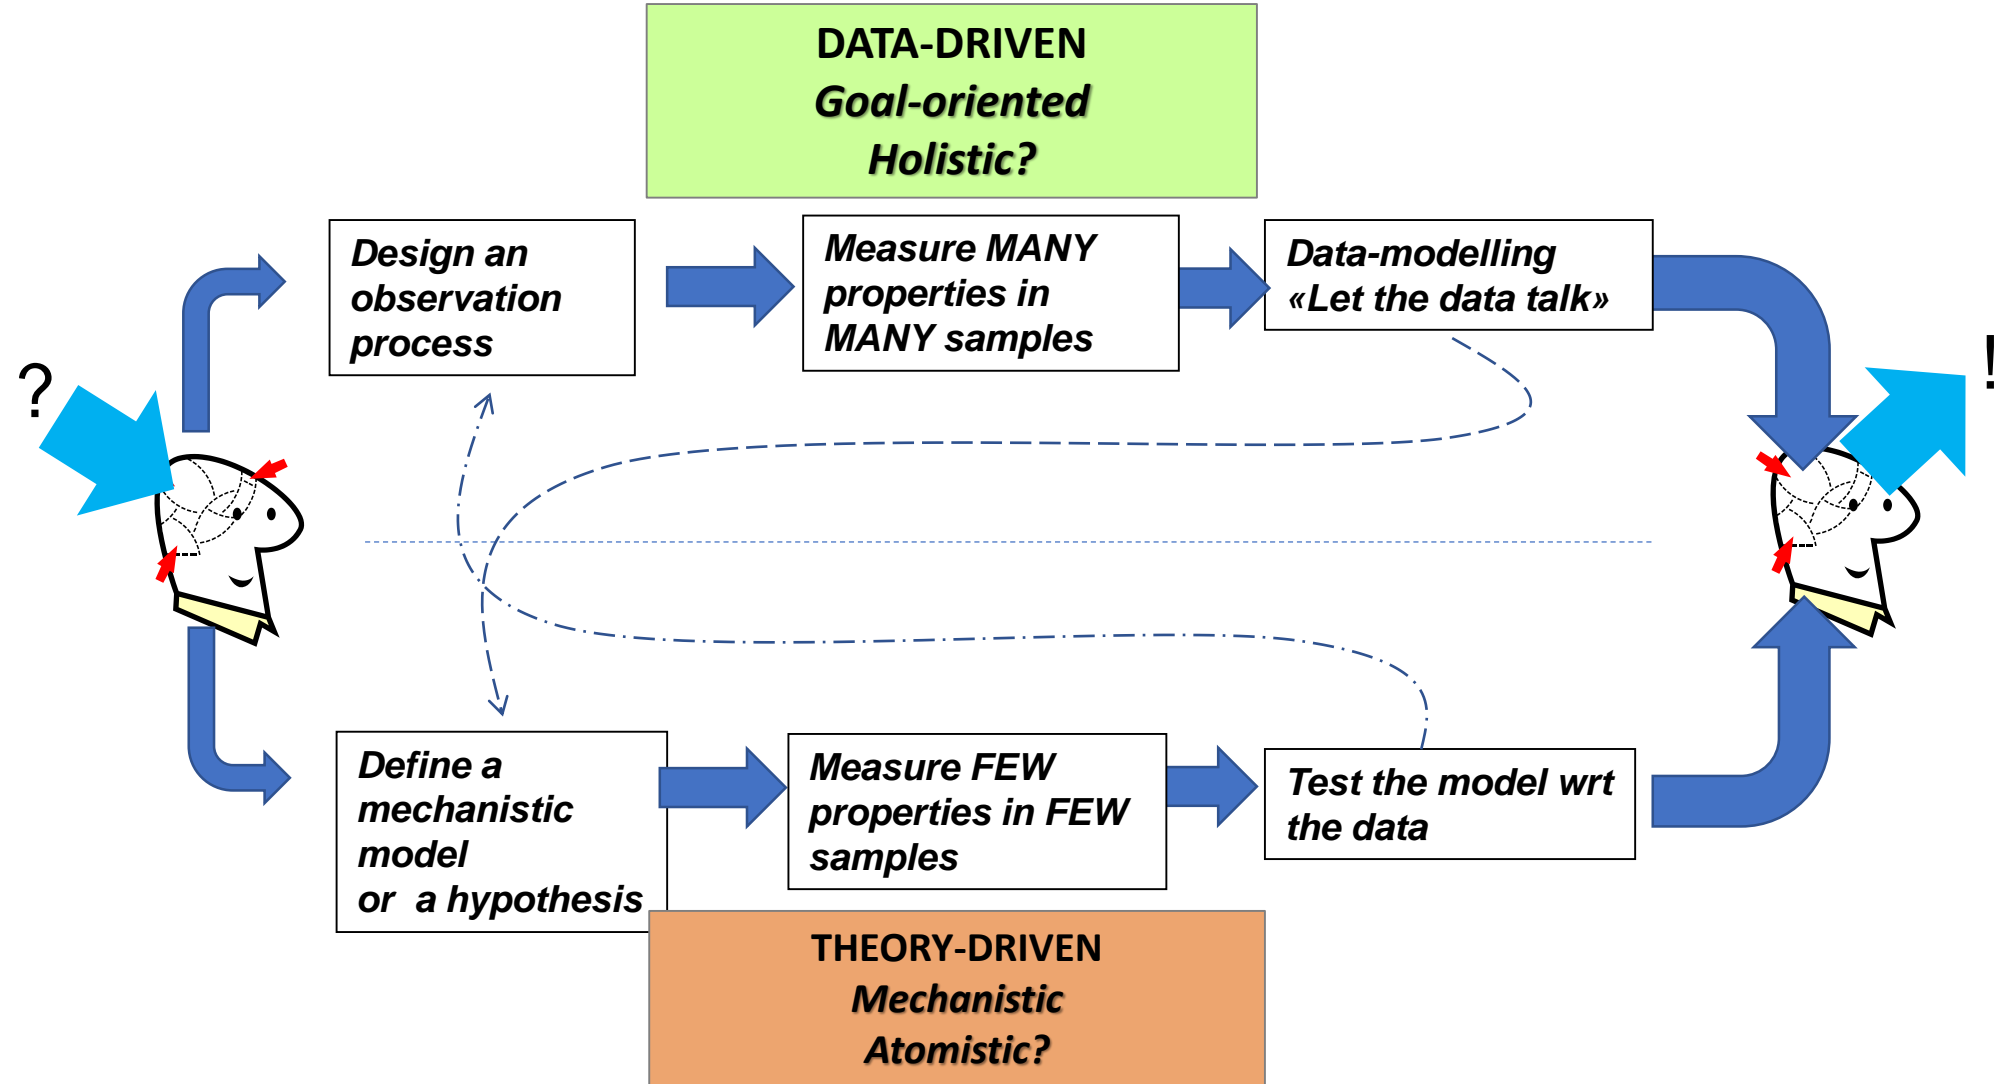 DATA-DRIVEN
Goal-oriented
Holistic?
Design an
observation
process
Measure MANY
properties in
MANY samples
Data-modelling
«Let the data talk»
?
!
Define a
mechanistic
model
or a hypothesis
Measure FEW
properties in FEW
samples
Test the model wrt
the data
THEORY-DRIVEN
Mechanistic
Atomistic?